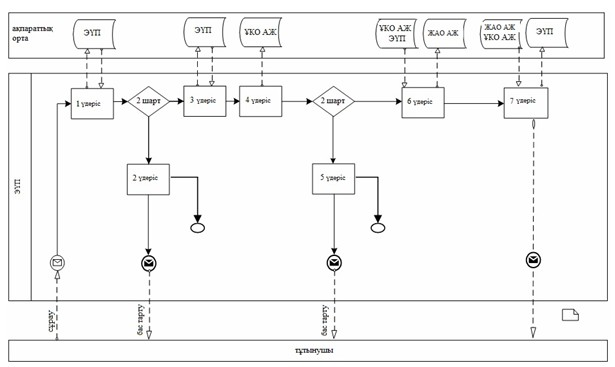 ақпараттық
орта
ЭҮП
ЭҮП
ҰКО АЖ
ҰКО АЖ
ЭҮП
ЖАО АЖ
ЖАО АЖ
ҰКО АЖ
ЭҮП
ЭҮП
1 үдеріс
2 шарт
3 үдеріс
4 үдеріс
2 шарт
6 үдеріс
7 үдеріс
2 үдеріс
5 үдеріс
сұрау
бас тарту
бас тарту
тұтынушы